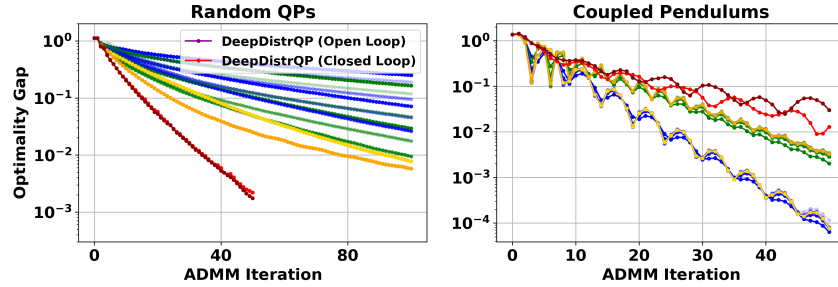 Random QPs
Coupled Pendulums
Optimality Gap
10⁰
10⁻¹
10⁻²
10⁻³
DeepDistrQP (Open Loop)
DeepDistrQP (Closed Loop)
0
40
80
ADMM Iteration
10⁰
10⁻¹
10⁻²
10⁻³
10⁻⁴
0
10
20
30
40
ADMM Iteration